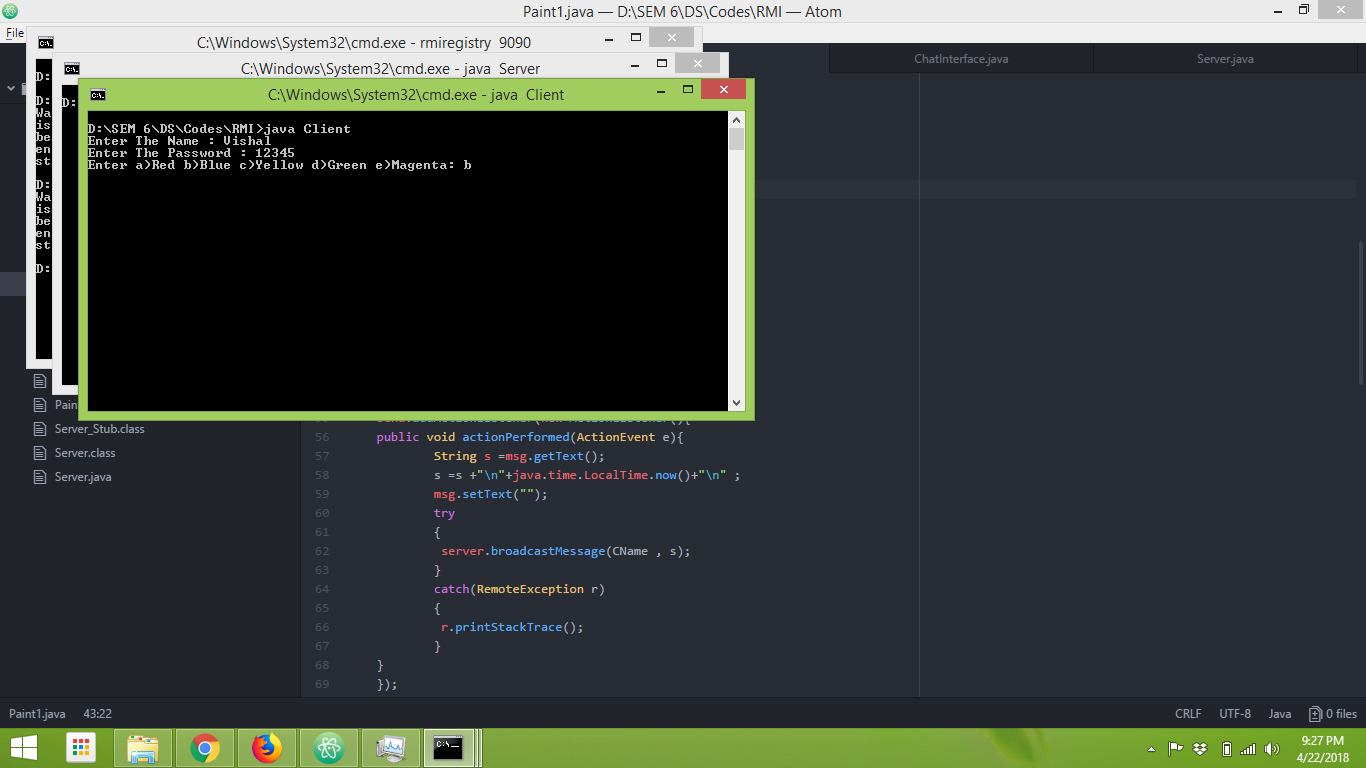 Paint1.java — D:\SEM 6\DS\Codes\RMI — Atom
File
C:\Windows\System32\cmd.exe - rmiregistry 9090
C:\Windows\System32\cmd.exe - java Server
C:\Windows\System32\cmd.exe - java Client
ChatInterface.java
Server.java
D:\SEM 6\DS\Codes\RMI>java Client
Enter The Name : Vishal
Enter The Password : 12345
Enter a)Red b)Blue c)Yellow d)Green e)Magenta: b
D:
D:
Wa
is
be
en
st
D:
Wa
is
be
en
st
D:
D:
Pain
Server_Stub.class
Server.class
Server.java
56 public void actionPerformed(ActionEvent e){
57 String s =msg.getText();
58 s =s +"\n"+java.time.LocalTime.now()+"\n" ;
59 msg.setText("");
60 try
61 {
62 server.broadcastMessage(CName , s);
63 }
64 catch(RemoteException r)
65 {
66 r.printStackTrace();
67 }
68 }
69 });
Paint1.java 43:22
CRLF UTF-8 Java 0 files
9:27 PM
4/22/2018